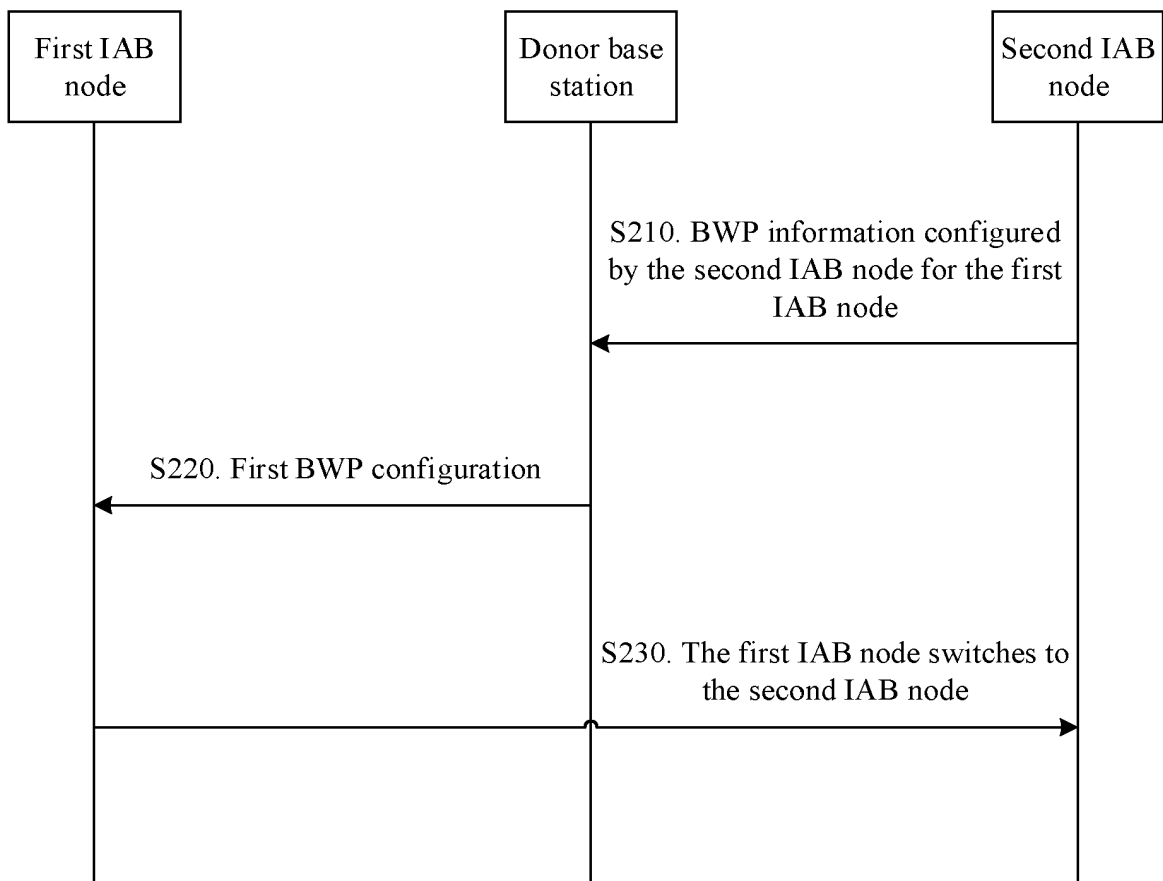 First IAB
node
Donor base
station
Second IAB
node
S210. BWP information configured
by the second IAB node for the first
IAB node
S220. First BWP configuration
S230. The first IAB node switches to
the second IAB node